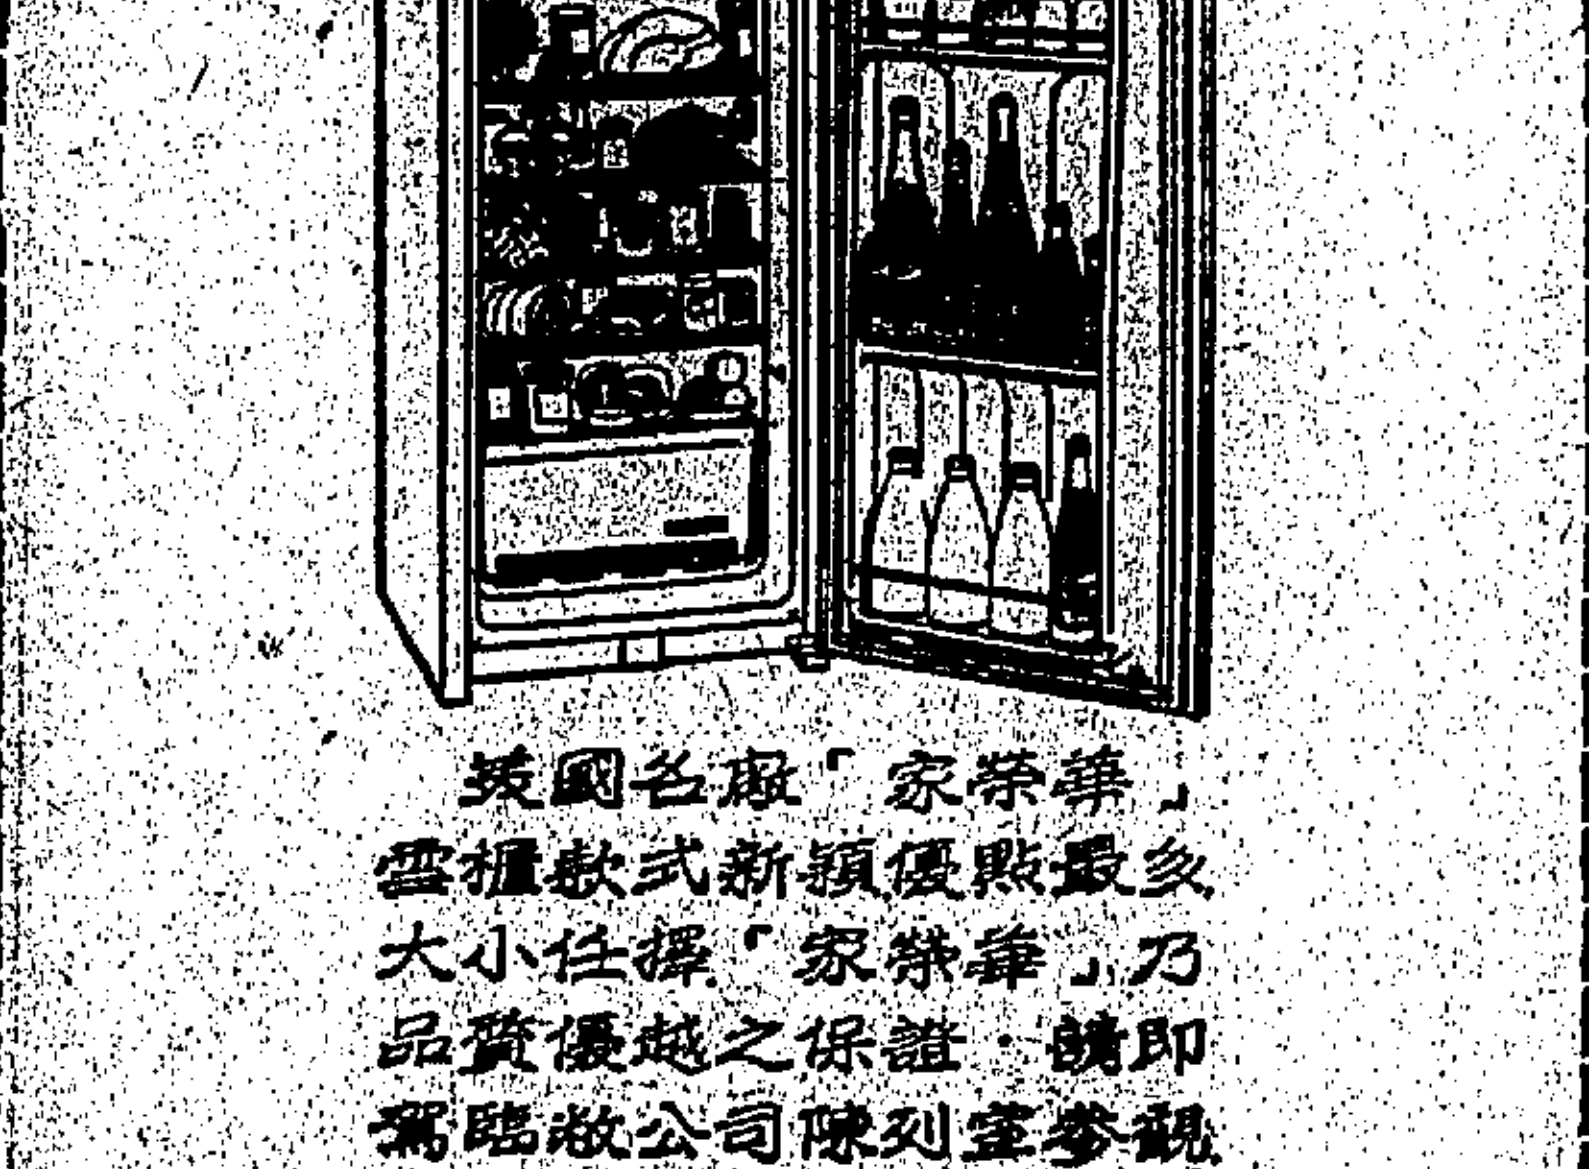 英國名廠「家榮華」
雪櫃款式新穎優點最多
大小任擇「家榮華」乃
品質優越之保證．請即
駕臨敝公司陳列室參觀